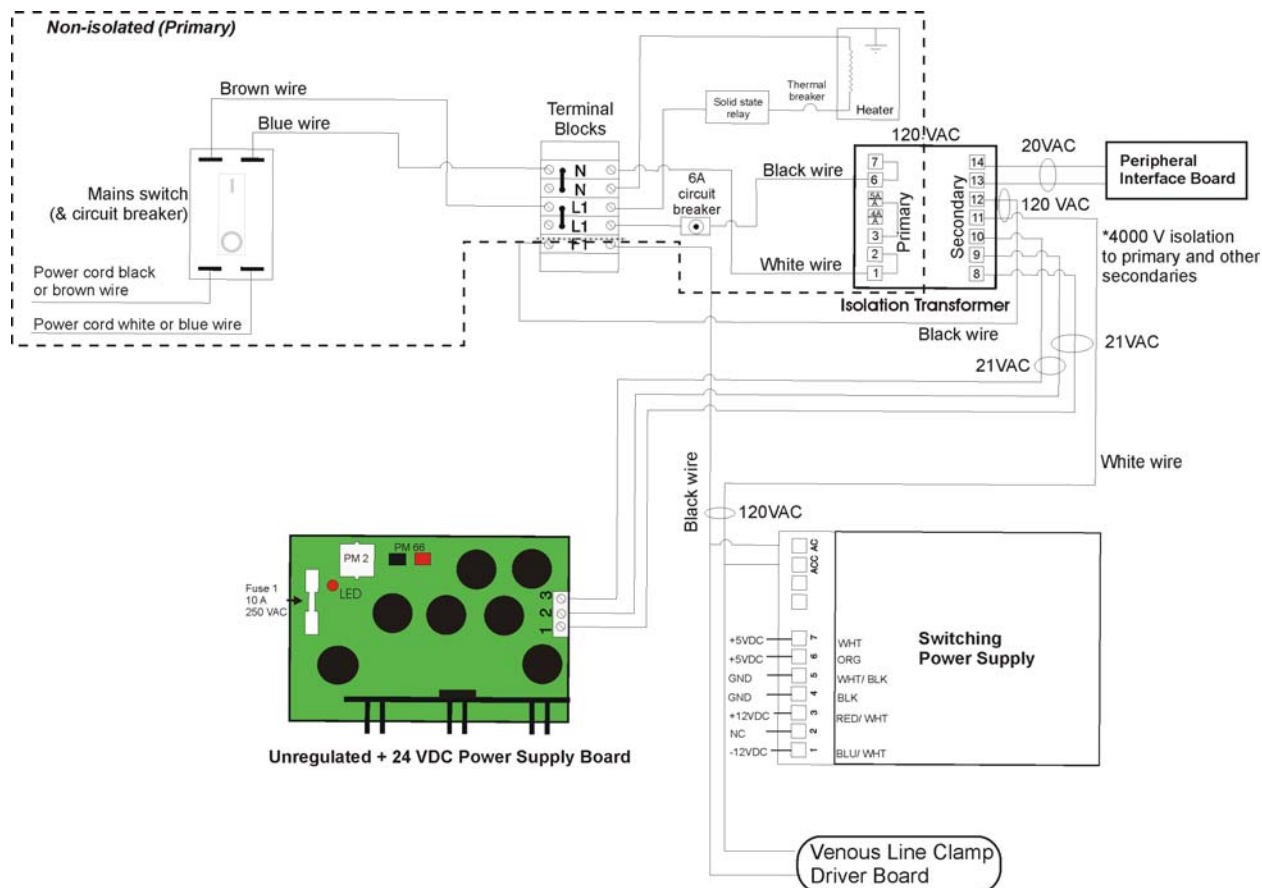 Non-isolated (Primary)
Brown wire
Blue wire
Mains switch
(& circuit breaker)
Power cord black
or brown wire
Power cord white or blue wire
Terminal
Blocks
N
N
L1
L1
F1
Solid state
relay
Thermal
breaker
Heater
6A
circuit
breaker
Black wire
White wire
120 VAC
7
6
5A
A
4A
A
3
2
1
Primary
Secondary
14
13
12
11
10
9
8
Isolation Transformer
20VAC
120 VAC
Peripheral
Interface Board
*4000 V isolation
to primary and other
secondaries
Black wire
21VAC
21VAC
White wire
Black wire
120VAC
Fuse 1
10 A
250 VAC
PM 2
PM 66
LED
3
2
1
Unregulated + 24 VDC Power Supply Board
AC
ACC
+5VDC 7 WHT
+5VDC 6 ORG
GND 5 WHT/ BLK
GND 4 BLK
+12VDC 3 RED/ WHT
NC 2
-12VDC 1 BLU/ WHT
Switching
Power Supply
Venous Line Clamp
Driver Board